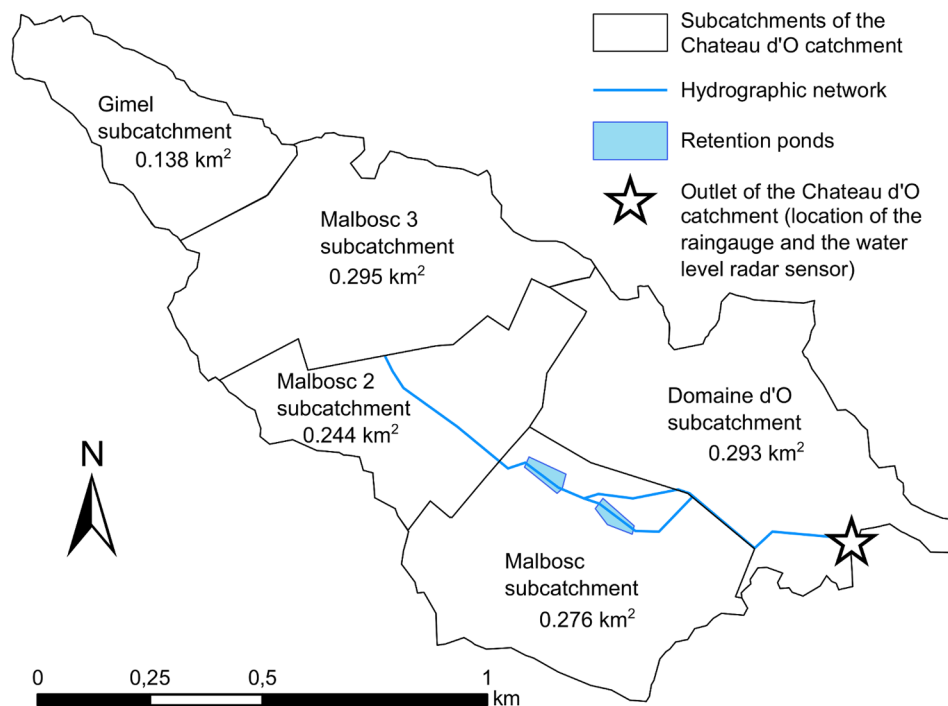 Gimel
subcatchment
0.138 km²
Malbosc 3
subcatchment
0.295 km²
Malbosc 2
subcatchment
0.244 km²
Domaine d'O
subcatchment
0.293 km²
Malbosc
subcatchment
0.276 km²
Subcatchments of the
Chateau d'O catchment
Hydrographic network
Retention ponds
Outlet of the Chateau d'O
catchment (location of the
raingauge and the water
level radar sensor)
N
0 0,25 0,5 1
km